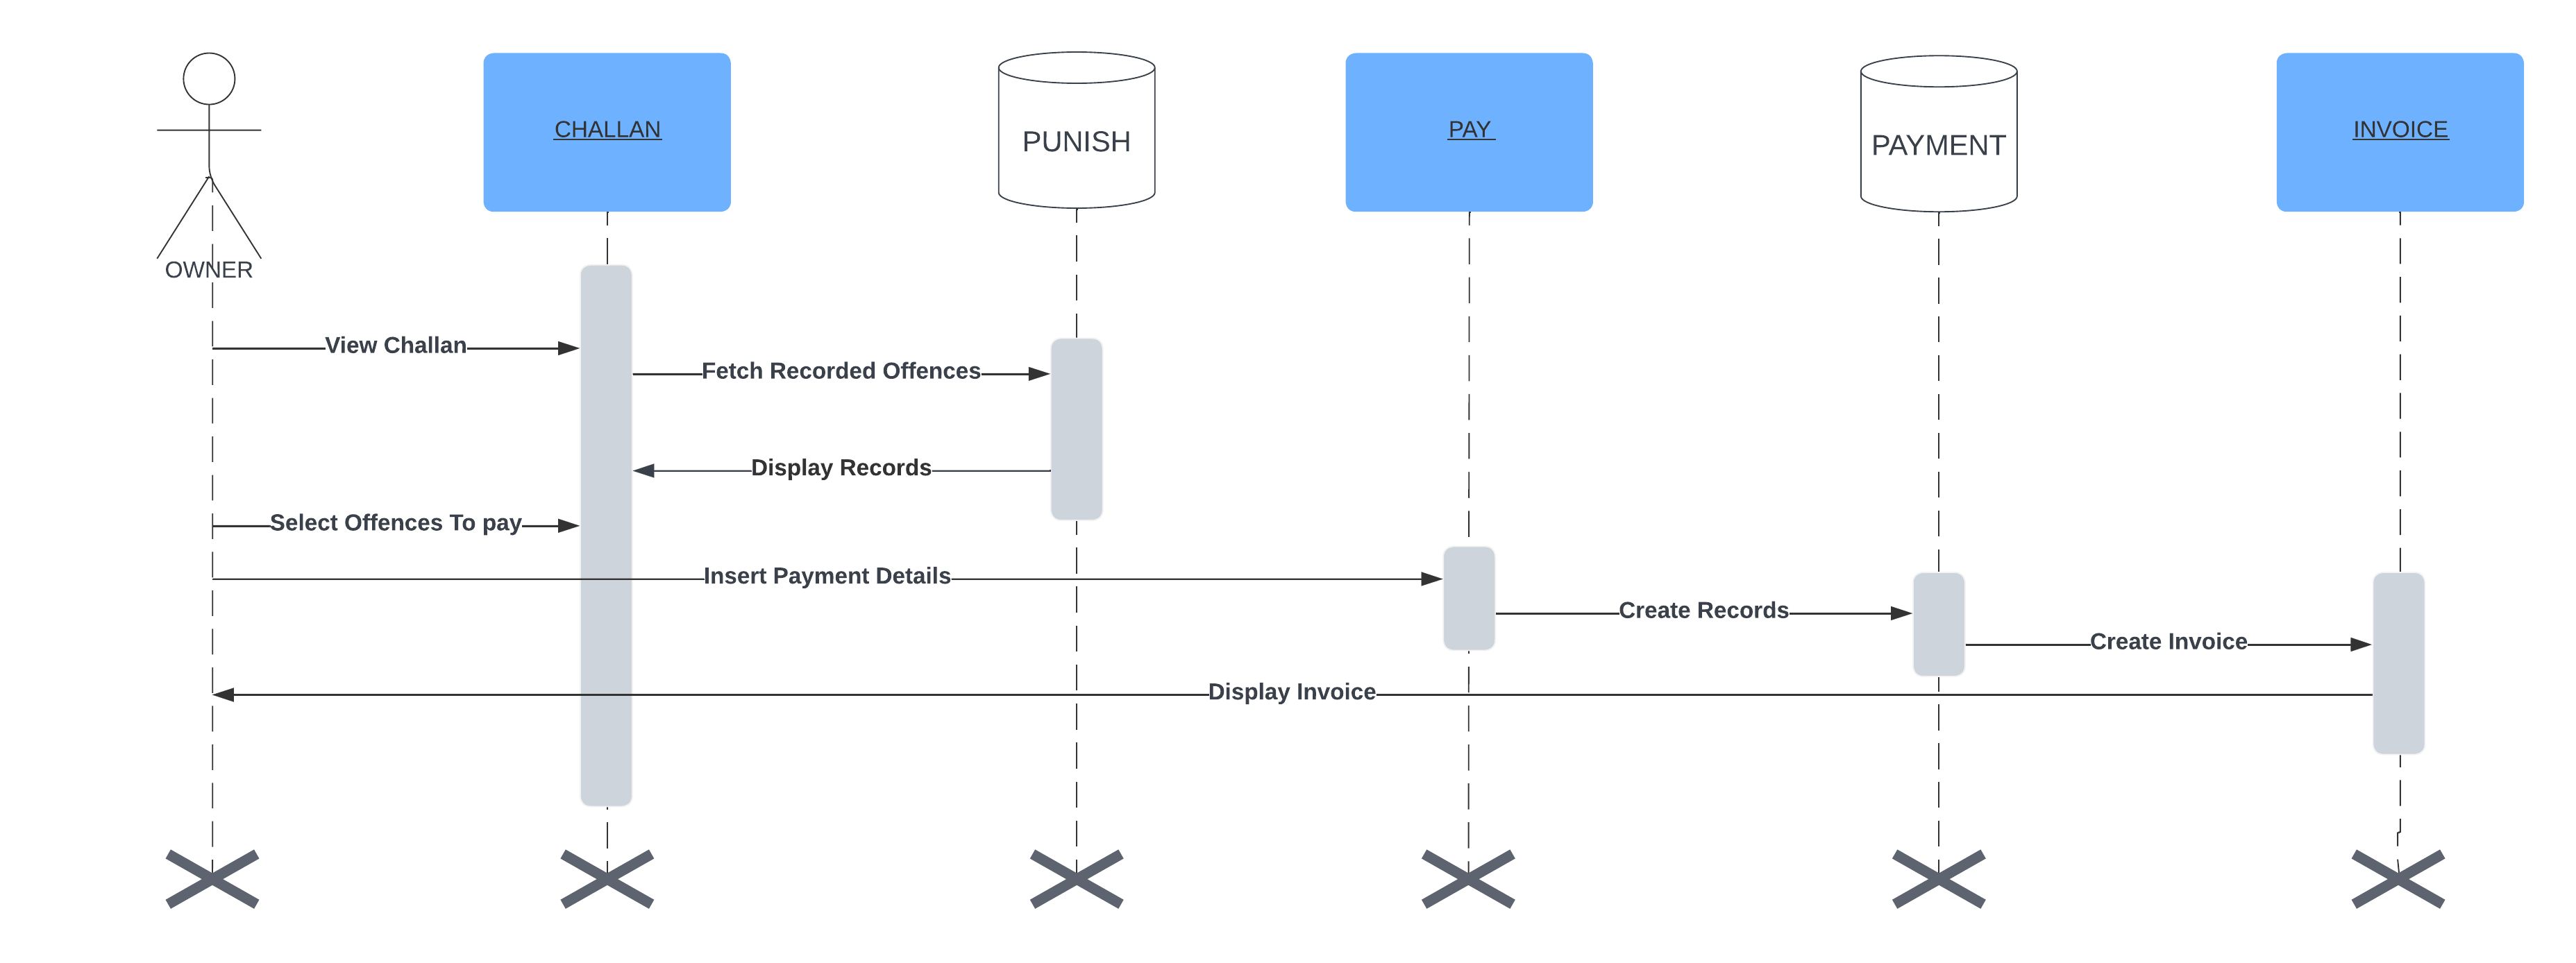 CHALLAN
PUNISH
PAY
PAYMENT
INVOICE
OWNER
View Challan
Fetch Recorded Offences
Display Records
Select Offences To pay
Insert Payment Details
Create Records
Create Invoice
Display Invoice